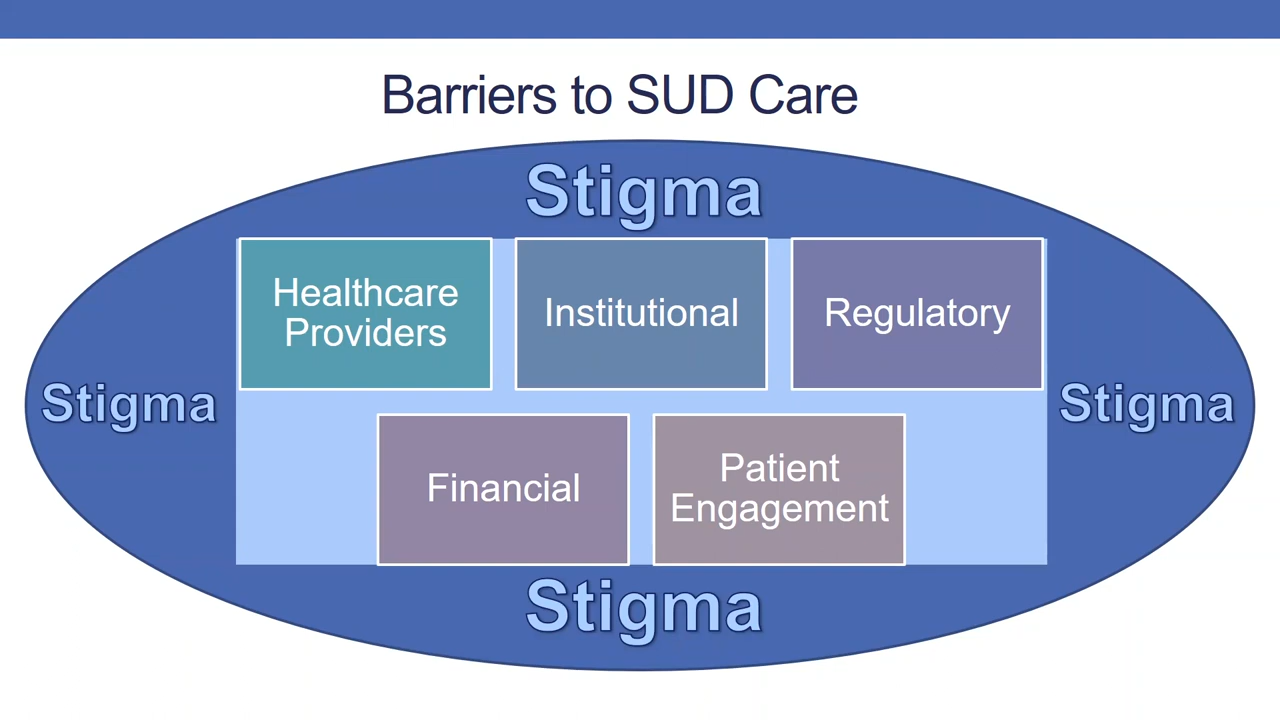 Barriers to SUD Care
Stigma
Healthcare
Providers
Institutional
Regulatory
Stigma
Stigma
Financial
Patient
Engagement
Stigma